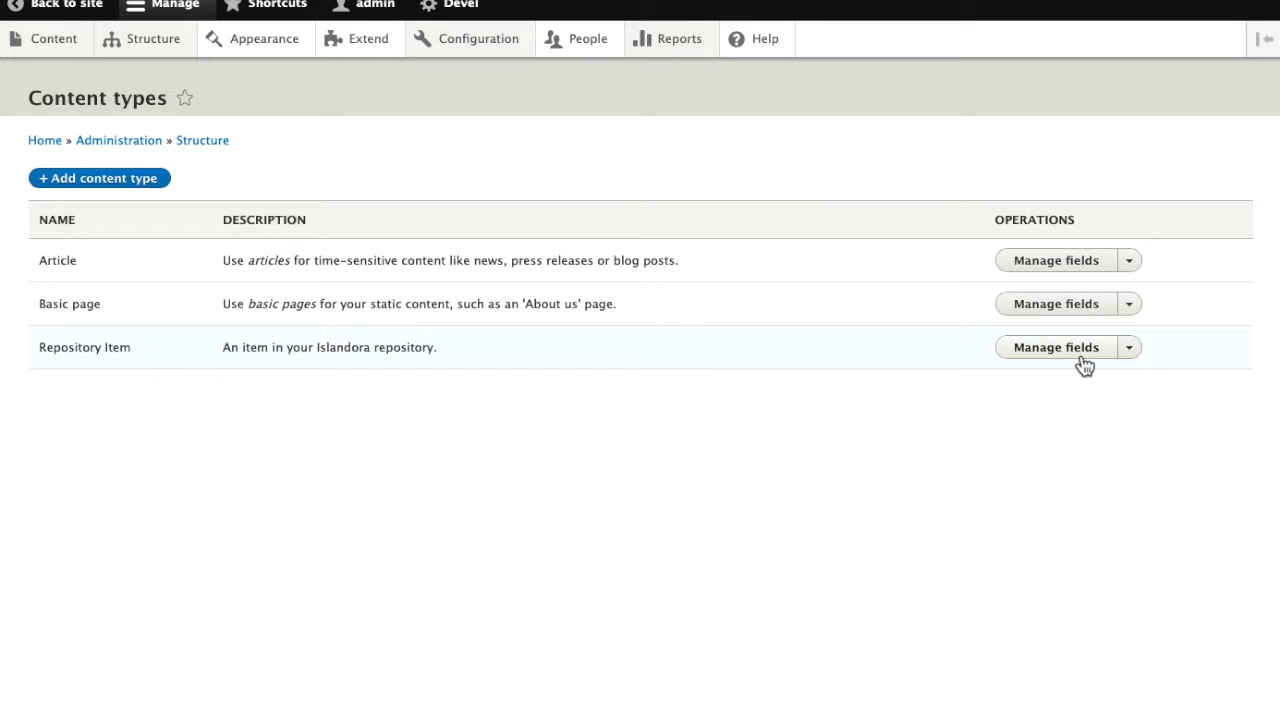 Back to site Manage Shortcuts admin Devel
Content Structure Appearance Extend Configuration People Reports Help
Content types
Home » Administration » Structure
+ Add content type
NAME DESCRIPTION OPERATIONS
Article Use articles for time-sensitive content like news, press releases or blog posts. Manage fields
Basic page Use basic pages for your static content, such as an 'About us' page. Manage fields
Repository Item An item in your Islandora repository. Manage fields